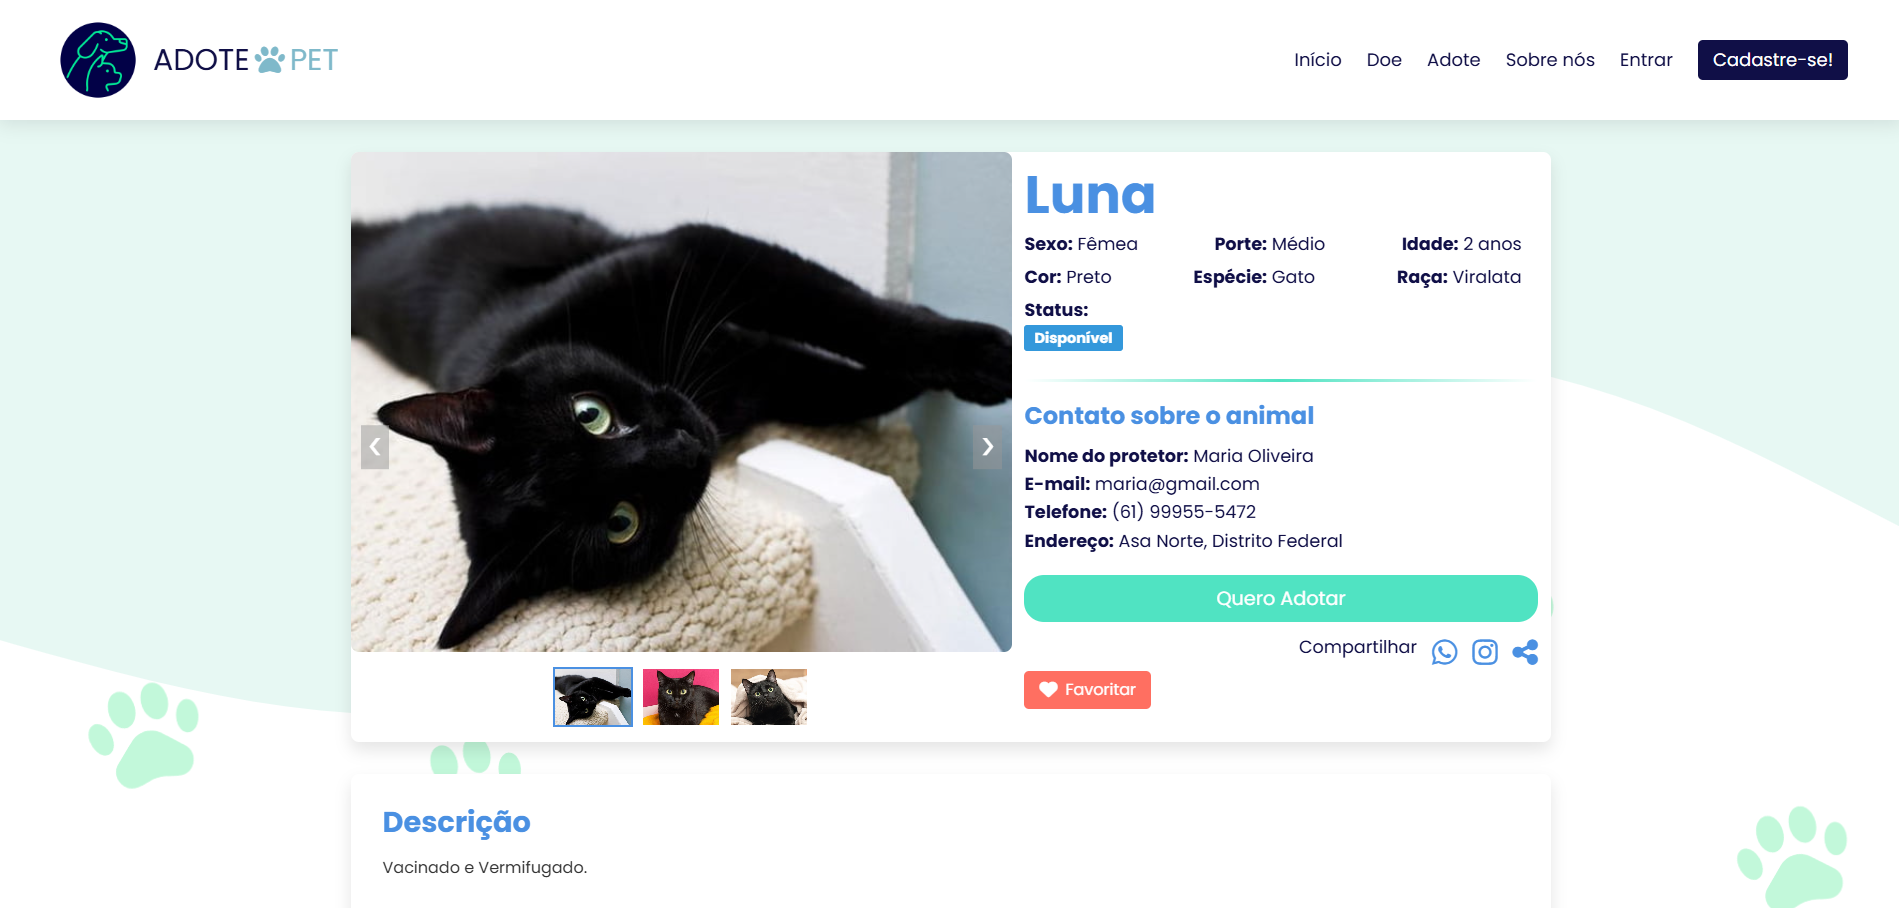 ADOTE PET
Início Doe Adote Sobre nós Entrar Cadastre-se!
Luna
Sexo: Fêmea Porte: Médio Idade: 2 anos
Cor: Preto Espécie: Gato Raça: Viralata
Status:
Disponível
Contato sobre o animal
Nome do protetor: Maria Oliveira
E-mail: maria@gmail.com
Telefone: (61) 99955-5472
Endereço: Asa Norte, Distrito Federal
Quero Adotar
Compartilhar
Favoritar
Descrição
Vacinado e Vermifugado.